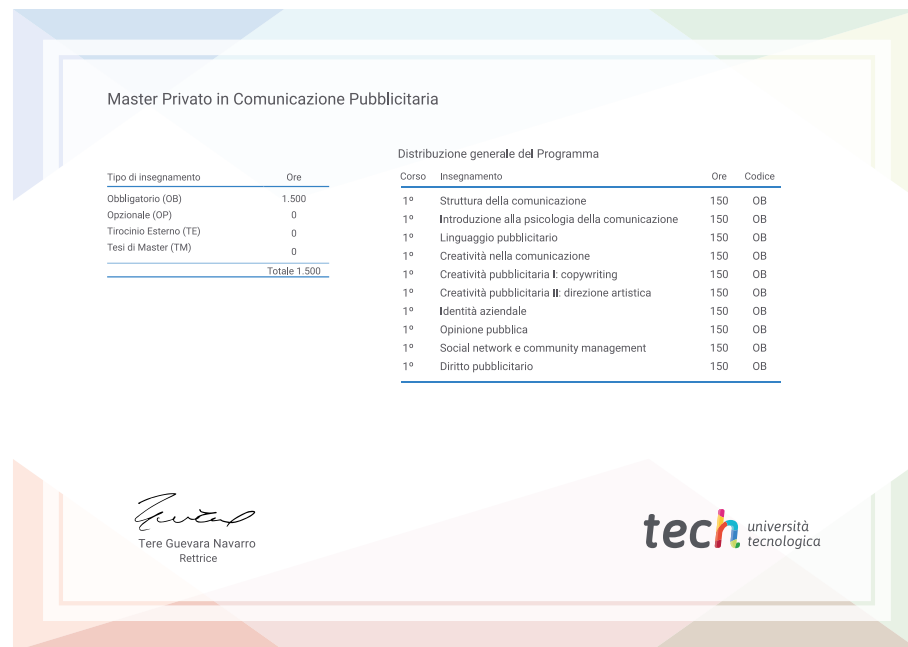 Master Privato in Comunicazione Pubblicitaria
Tipo di insegnamento Ore
Obbligatorio (OB) 1.500
Opzionale (OP) 0
Tirocinio Esterno (TE) 0
Tesi di Master (TM) 0
Totale 1.500
Distribuzione generale del Programma
Corso Insegnamento Ore Codice
1º Struttura della comunicazione 150 OB
1º Introduzione alla psicologia della comunicazione 150 OB
1º Linguaggio pubblicitario 150 OB
1º Creatività nella comunicazione 150 OB
1º Creatività pubblicitaria I: copywriting 150 OB
1º Creatività pubblicitaria II: direzione artistica 150 OB
1º Identità aziendale 150 OB
1º Opinione pubblica 150 OB
1º Social network e community management 150 OB
1º Diritto pubblicitario 150 OB
Tere Guevara Navarro
Rettrice
tech università
tecnologica